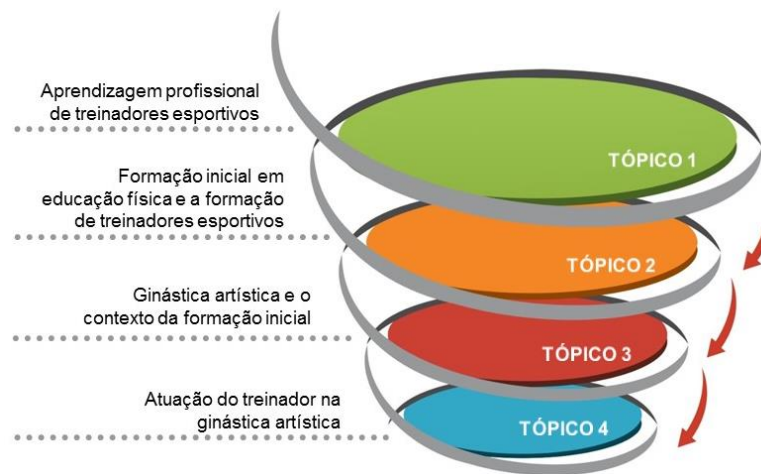 Aprendizagem profissional
de treinadores esportivos
TÓPICO 1
Formação inicial em
educação física e a formação
de treinadores esportivos
TÓPICO 2
Ginástica artística e o
contexto da formação inicial
TÓPICO 3
Atuação do treinador na
ginástica artística
TÓPICO 4